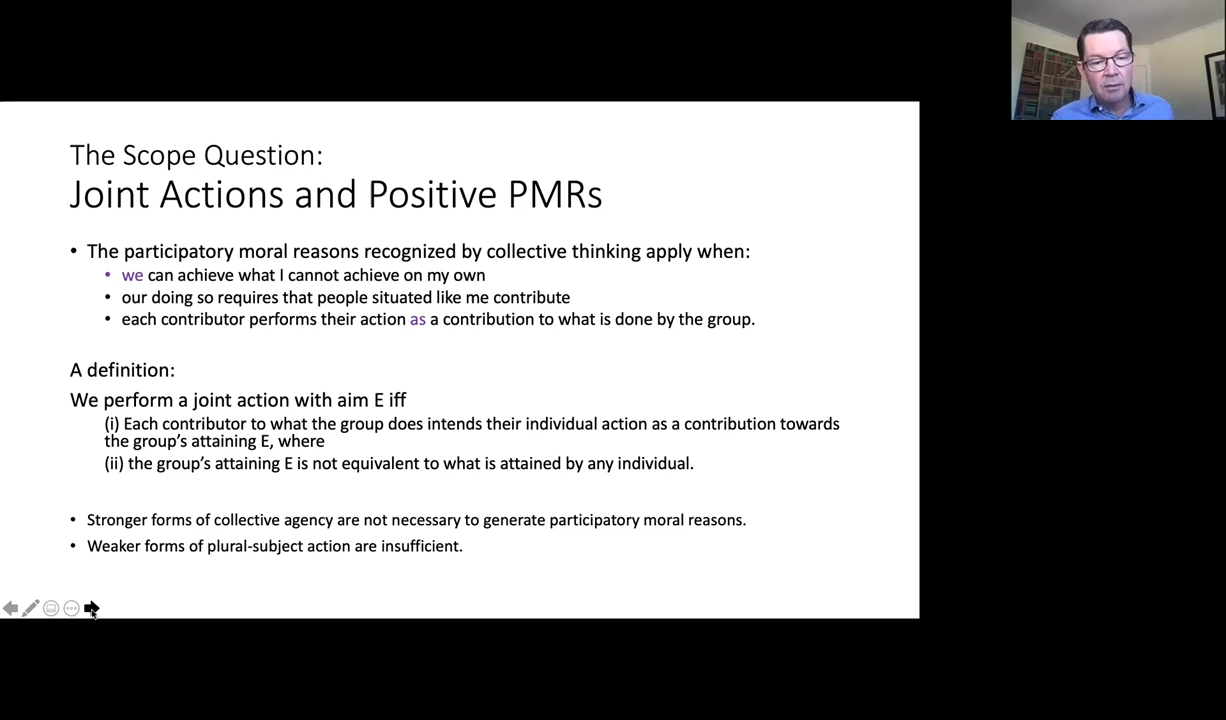 The Scope Question:
Joint Actions and Positive PMRs
• The participatory moral reasons recognized by collective thinking apply when:
• we can achieve what I cannot achieve on my own
• our doing so requires that people situated like me contribute
• each contributor performs their action as a contribution to what is done by the group.
A definition:
We perform a joint action with aim E iff
(i) Each contributor to what the group does intends their individual action as a contribution towards
the group’s attaining E, where
(ii) the group’s attaining E is not equivalent to what is attained by any individual.
• Stronger forms of collective agency are not necessary to generate participatory moral reasons.
• Weaker forms of plural-subject action are insufficient.